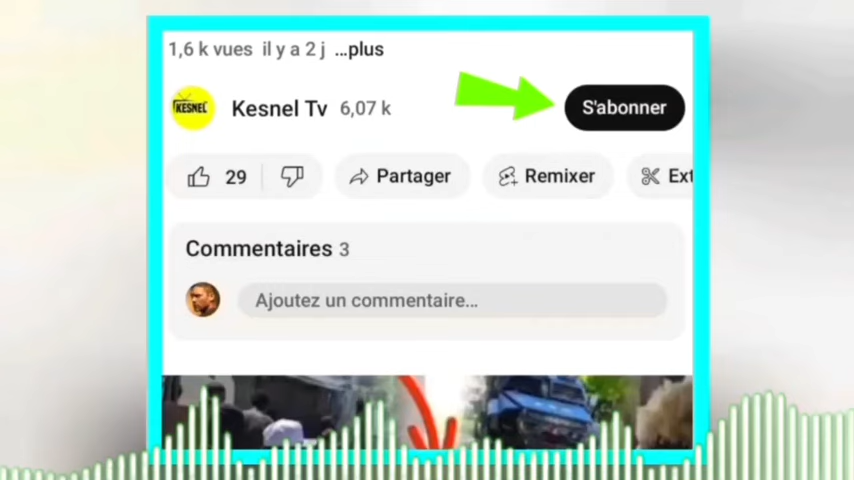 1,6 k vues il y a 2 j ...plus
KESNEL
Kesnel Tv 6,07 k
S'abonner
29
Partager
Remixer
Ext
Commentaires 3
Ajoutez un commentaire...